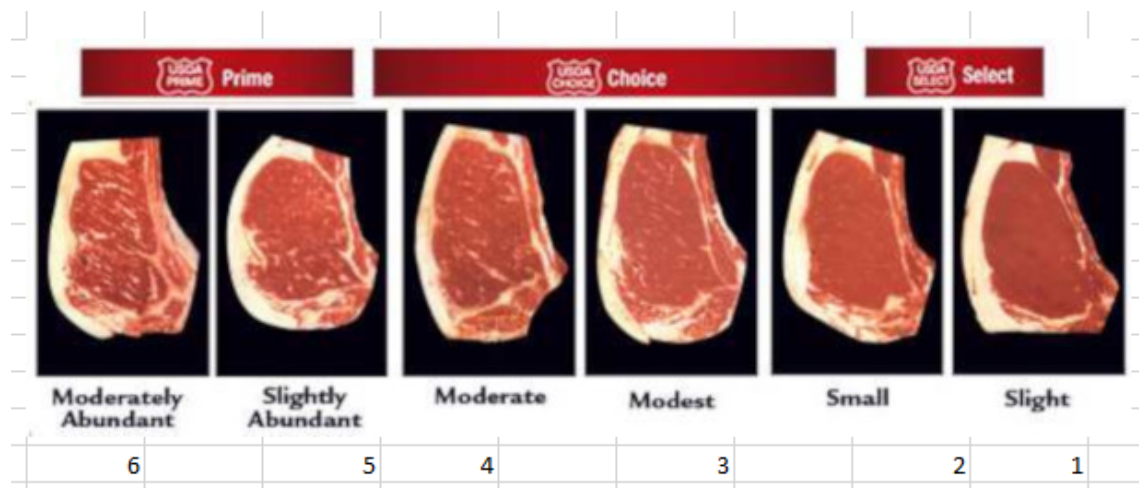 USDA PRIME Prime
USDA CHOICE Choice
USDA SELECT Select
Moderately
Abundant
Slightly
Abundant
Moderate
Modest
Small
Slight
6 5 4 3 2 1